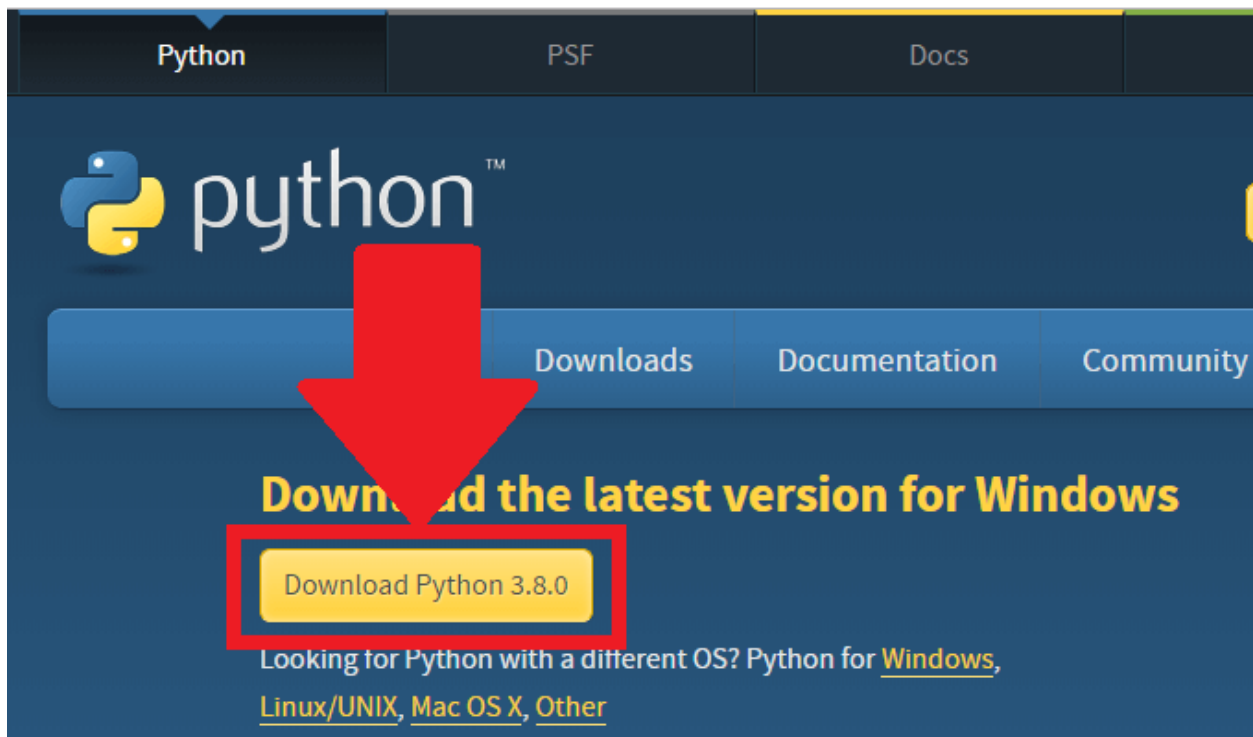 Python PSF Docs
python™
Downloads Documentation Community
the latest version for Windows
Download Python 3.8.0
Looking for Python with a different OS? Python for Windows,
Linux/UNIX, Mac OS X, Other